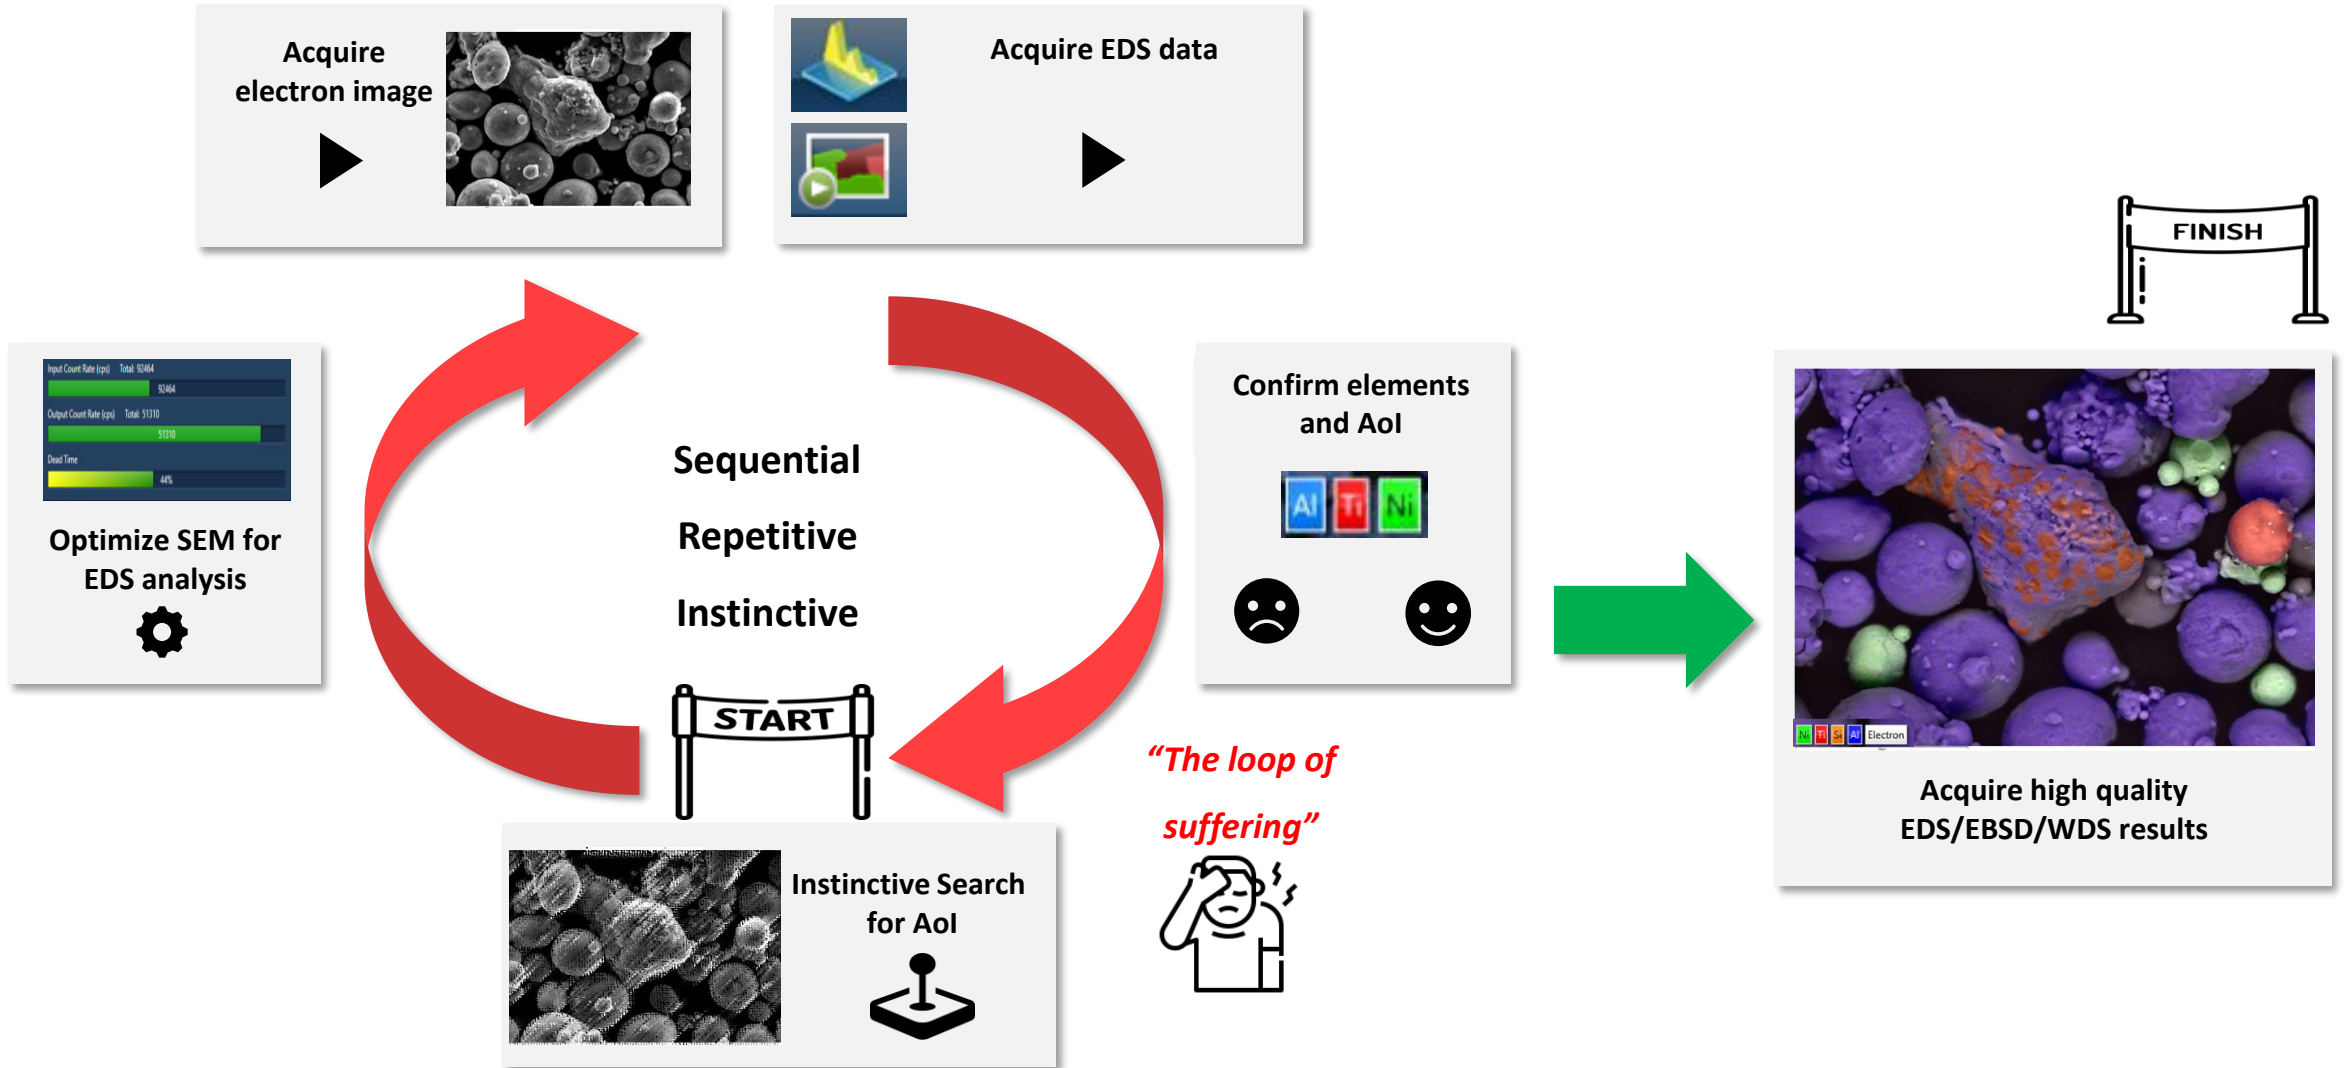 Acquire
electron image
Acquire EDS data
FINISH
Input Count Rate (cps) Total: 92464
92464
Output Count Rate (cps) Total: 51310
51310
Dead Time
44%
Optimize SEM for
EDS analysis
Sequential
Repetitive
Instinctive
Confirm elements
and AoI
Al Ti Ni
START
“The loop of
suffering”
Instinctive Search
for AoI
Ni Ti Si Al Electron
Acquire high quality
EDS/EBSD/WDS results